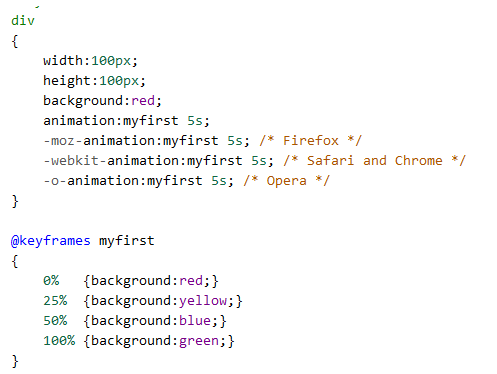 div
{
    width:100px;
    height:100px;
    background:red;
    animation:myfirst 5s;
    -moz-animation:myfirst 5s; /* Firefox */
    -webkit-animation:myfirst 5s; /* Safari and Chrome */
    -o-animation:myfirst 5s; /* Opera */
}

@keyframes myfirst
{
    0%   {background:red;}
    25%  {background:yellow;}
    50%  {background:blue;}
    100% {background:green;}
}